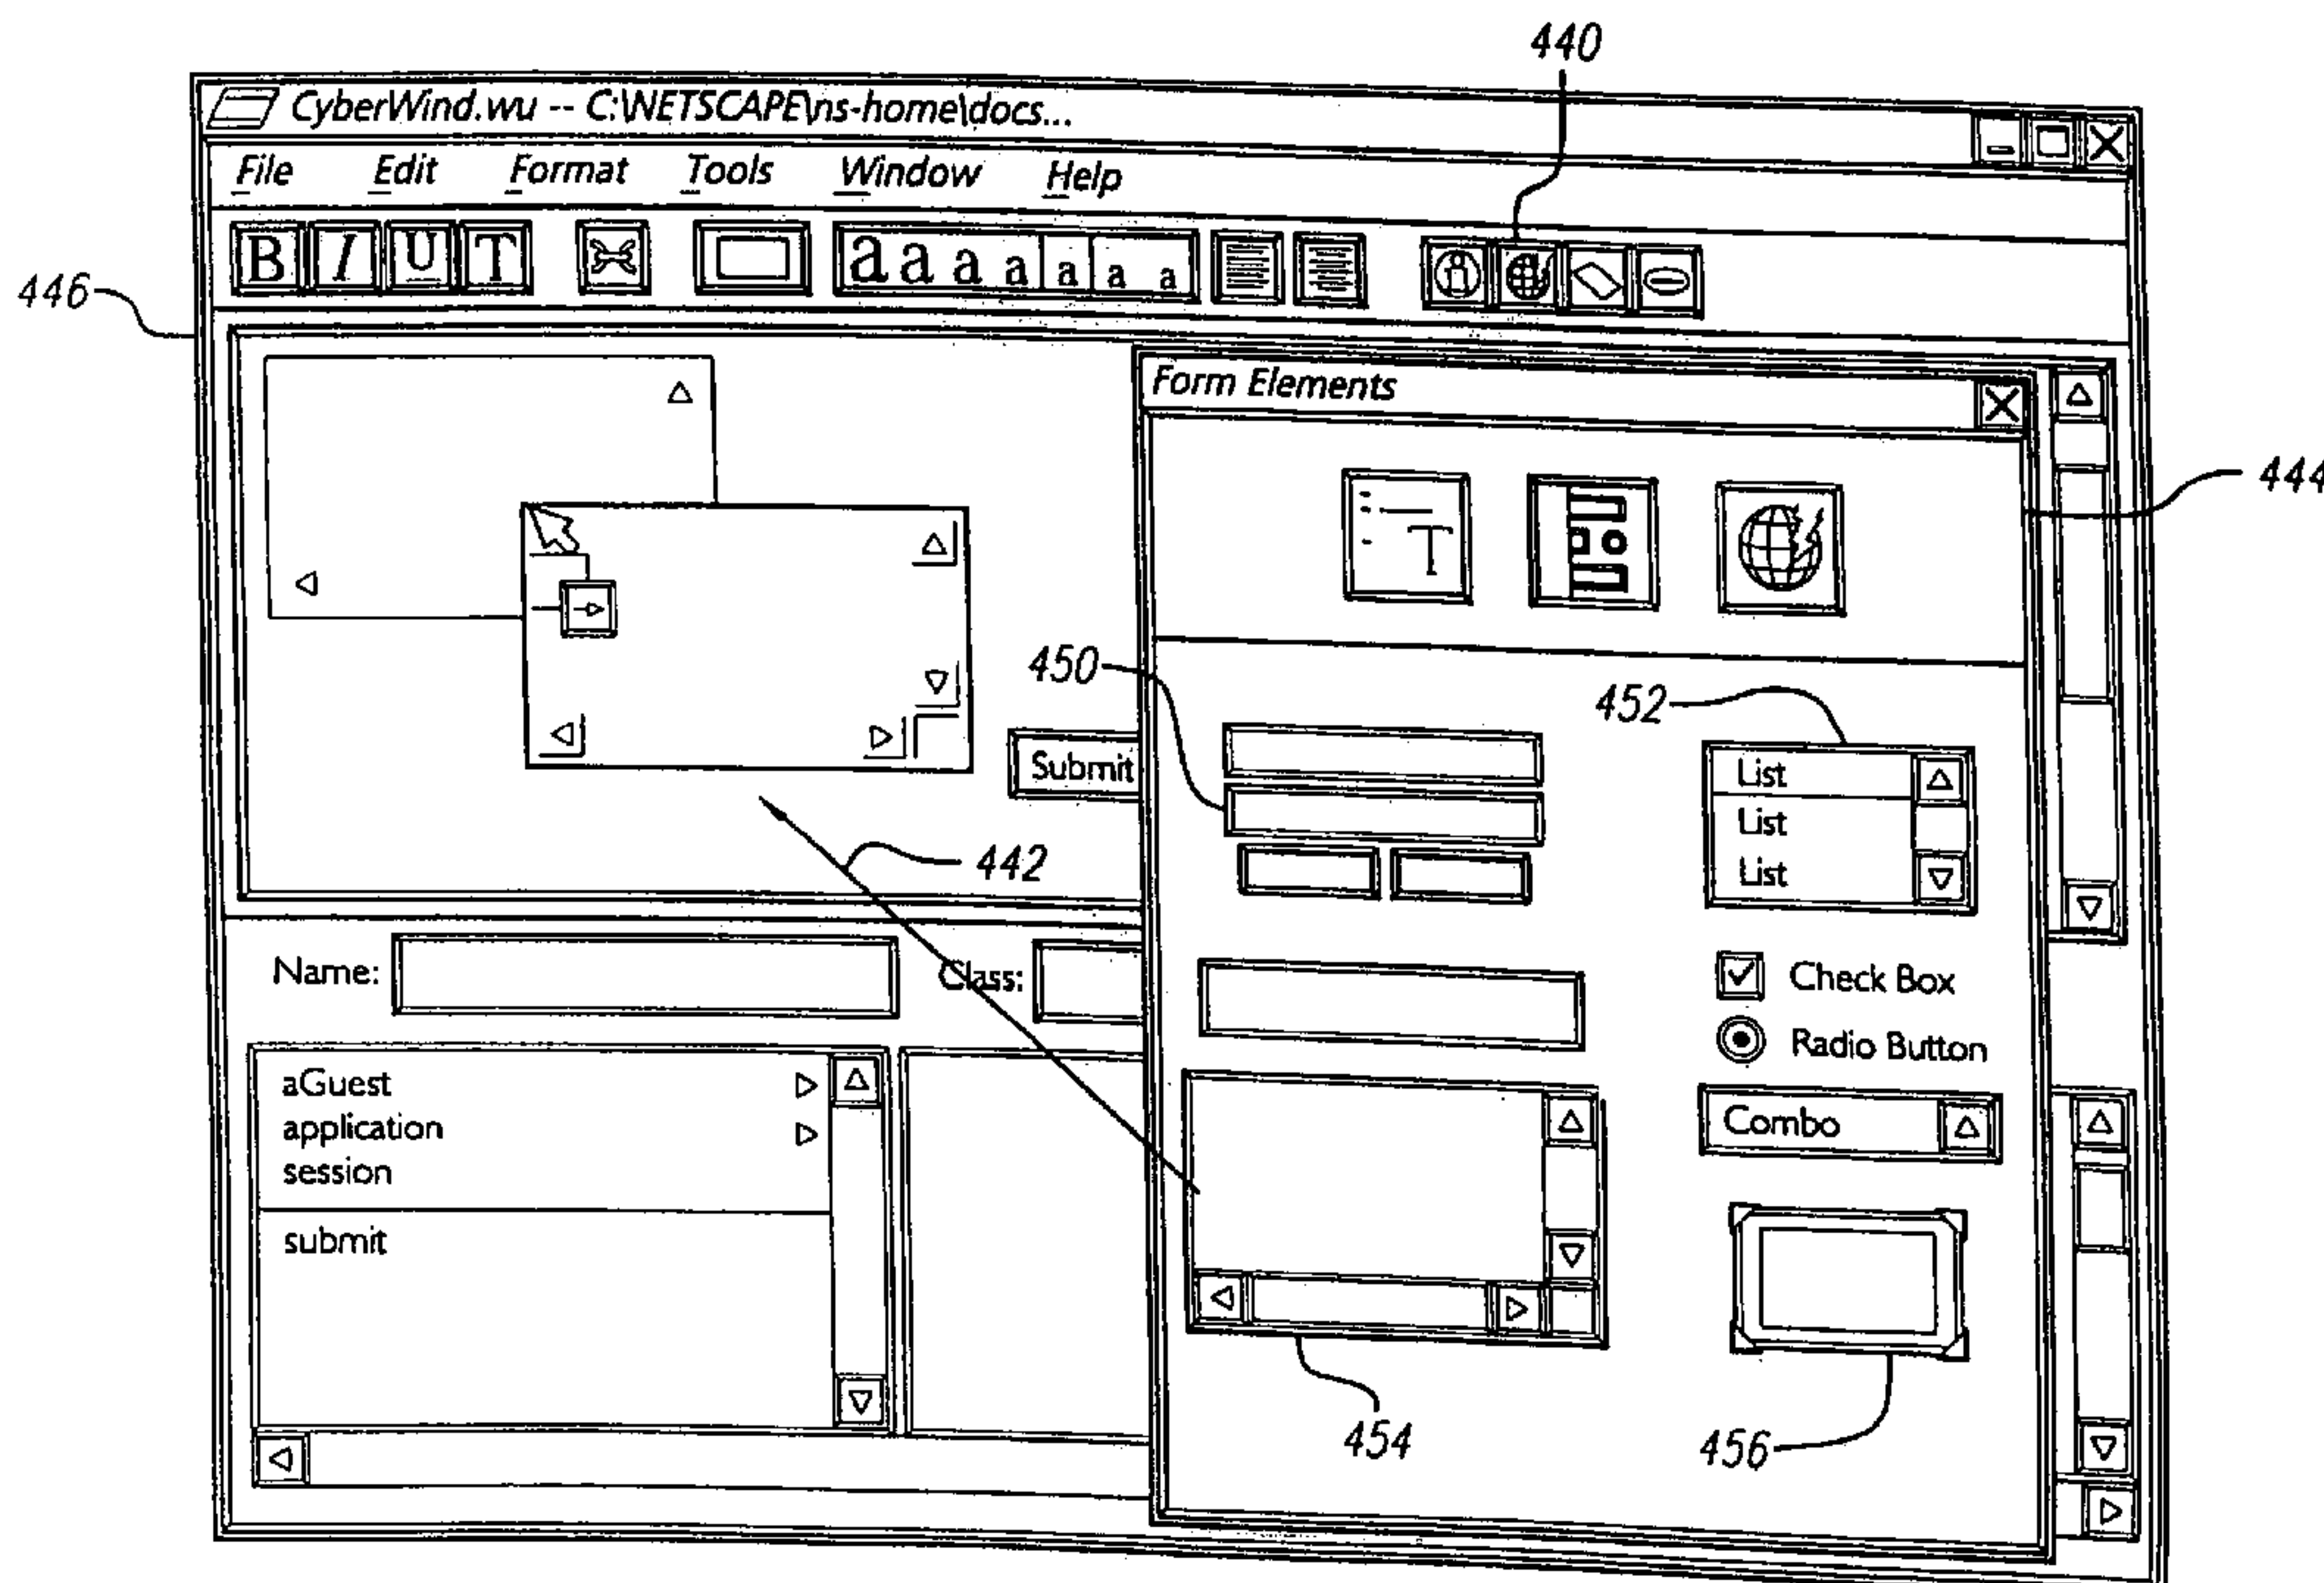 440
CyberWind.wu -- C:\NETSCAPE\ns-home\docs...
File Edit Format Tools Window Help
B I U T a a a a a a a
446
Form Elements
444
T
450
452
Submit
List
List
List
442
Name: Class:
Check Box
Radio Button
aGuest
application
session
Combo
submit
454
456